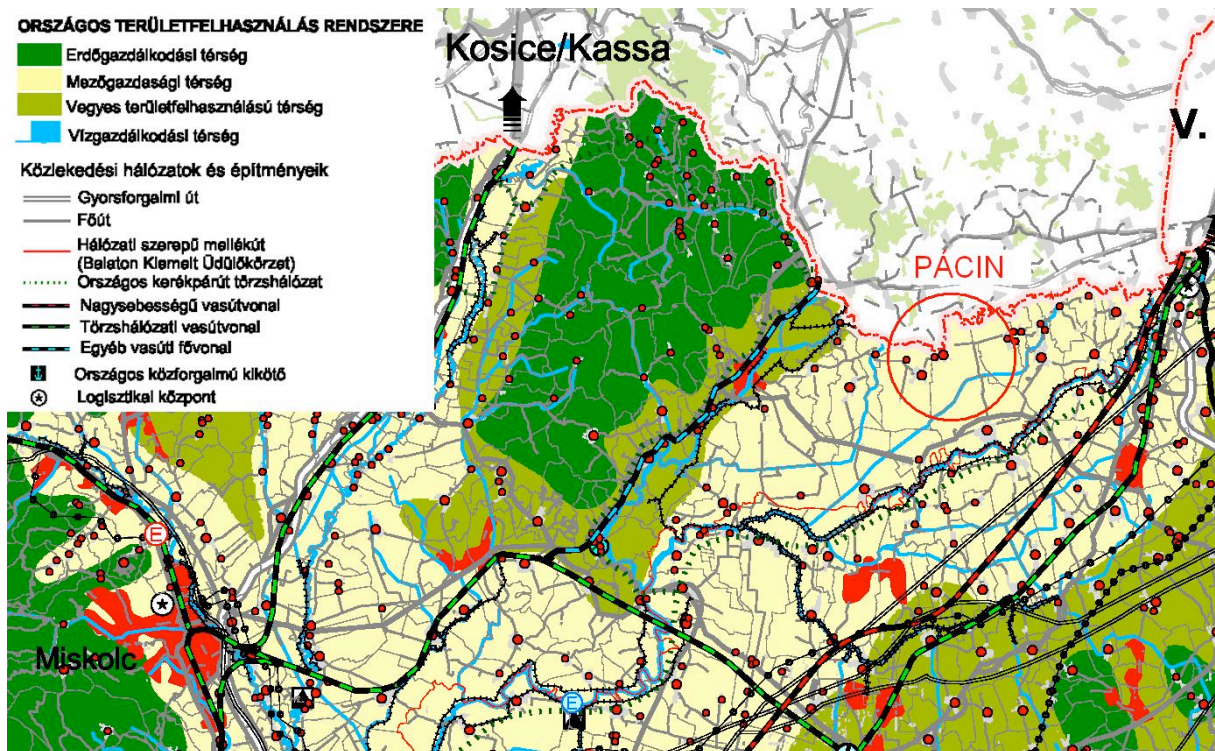 ORSZÁGOS TERÜLETFELHASZNÁLÁS RENDSZERE
Erdőgazdálkodási térség
Mezőgazdasági térség
Vegyes területfelhasználású térség
Vízgazdálkodási térség
Közlekedési hálózatok és építményeik
Gyorsforgalmi út
Főút
Hálózati szerepű mellékút
(Balaton Kiemelt Üdülőkörzet)
Országos kerékpárút törzshálózat
Nagysebességű vasútvonal
Törzshálózati vasútvonal
Egyéb vasúti fővonal
Országos közforgalmú kikötő
Logisztikai központ
Kosice/Kassa
V.
PÁCIN
E
Miskolc
E